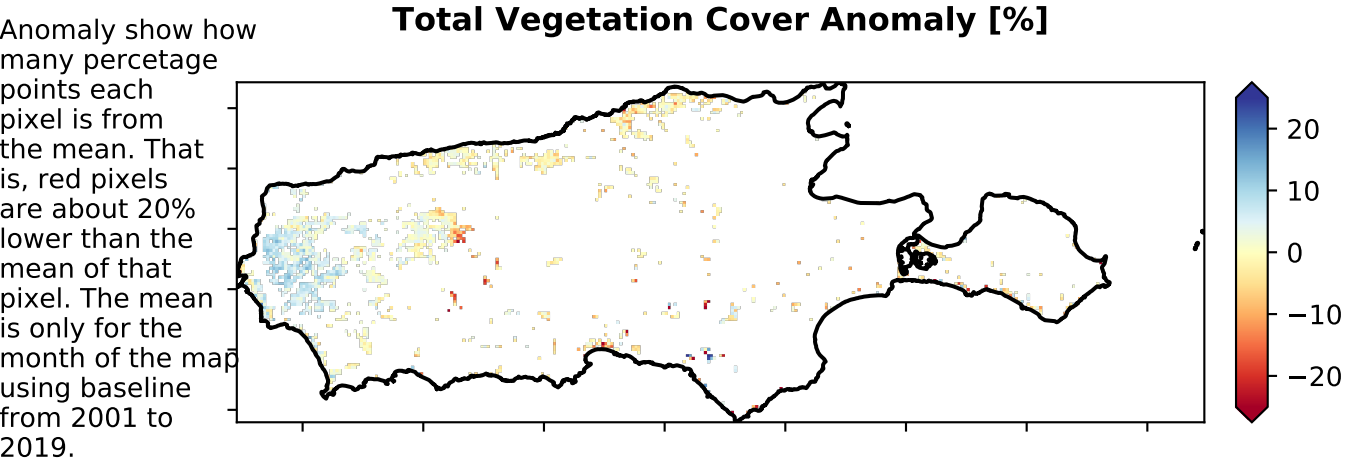 Total Vegetation Cover Anomaly [%]
Anomaly show how
many percetage
points each
pixel is from
the mean. That
is, red pixels
are about 20%
lower than the
mean of that
pixel. The mean
is only for the
month of the map
using baseline
from 2001 to
2019.
20
10
0
−10
−20